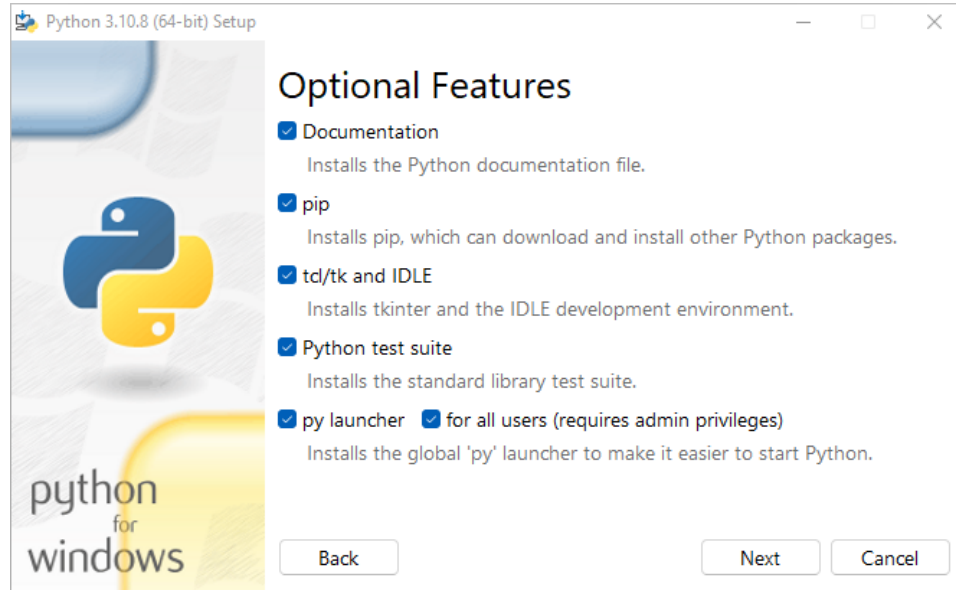 Python 3.10.8 (64-bit) Setup
Optional Features
Documentation
Installs the Python documentation file.
pip
Installs pip, which can download and install other Python packages.
tcl/tk and IDLE
Installs tkinter and the IDLE development environment.
Python test suite
Installs the standard library test suite.
py launcher for all users (requires admin privileges)
Installs the global 'py' launcher to make it easier to start Python.
python
for
windows
Back Next Cancel